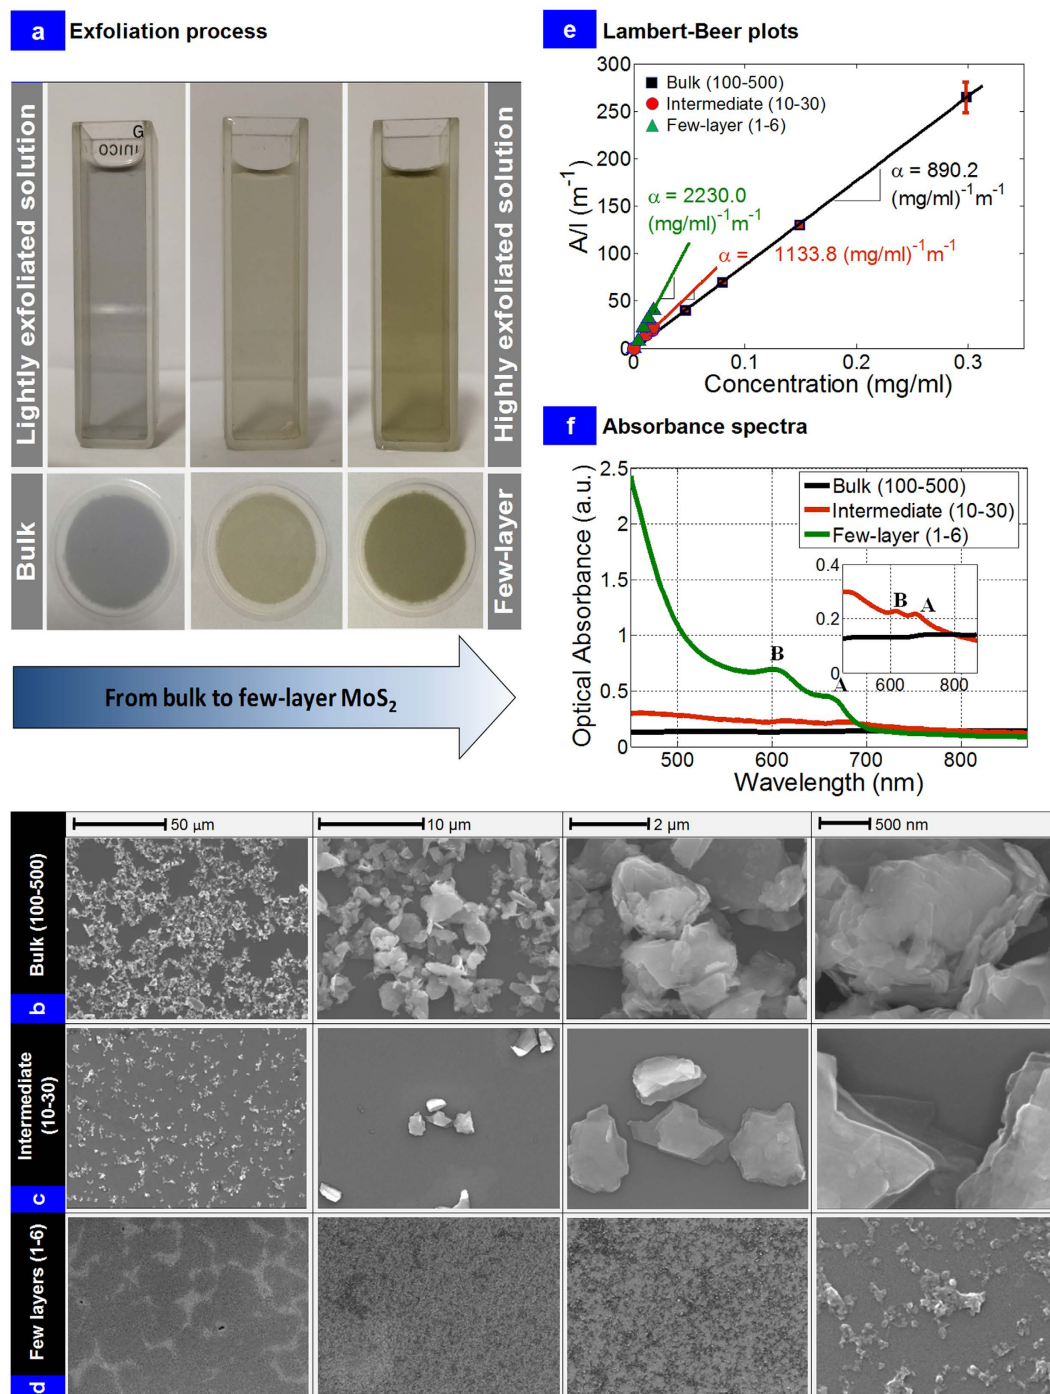 a Exfoliation process
Lightly exfoliated solution
G
UNICO
Highly exfoliated solution
Bulk
Few-layer
From bulk to few-layer MoS₂
e Lambert-Beer plots
300
250
200
150
100
50
0
A/l (m⁻¹)
Bulk (100-500)
Intermediate (10-30)
Few-layer (1-6)
α = 890.2
(mg/ml)⁻¹m⁻¹
α = 2230.0
(mg/ml)⁻¹m⁻¹
α = 1133.8 (mg/ml)⁻¹m⁻¹
0 0.1 0.2 0.3
Concentration (mg/ml)
f Absorbance spectra
2.5
2
1.5
1
0.5
0
Optical Absorbance (a.u.)
Bulk (100-500)
Intermediate (10-30)
Few-layer (1-6)
0.4
0.2
0
B A
600 800
B
A
500 600 700 800
Wavelength (nm)
50 µm 10 µm 2 µm 500 nm
Bulk (100-500)
b
Intermediate
(10-30)
c
Few layers (1-6)
d